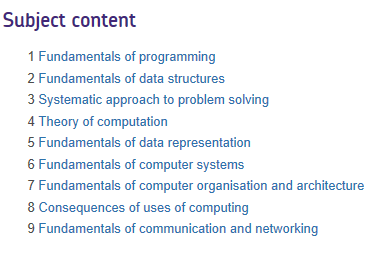 Subject content
1 Fundamentals of programming
2 Fundamentals of data structures
3 Systematic approach to problem solving
4 Theory of computation
5 Fundamentals of data representation
6 Fundamentals of computer systems
7 Fundamentals of computer organisation and architecture
8 Consequences of uses of computing
9 Fundamentals of communication and networking